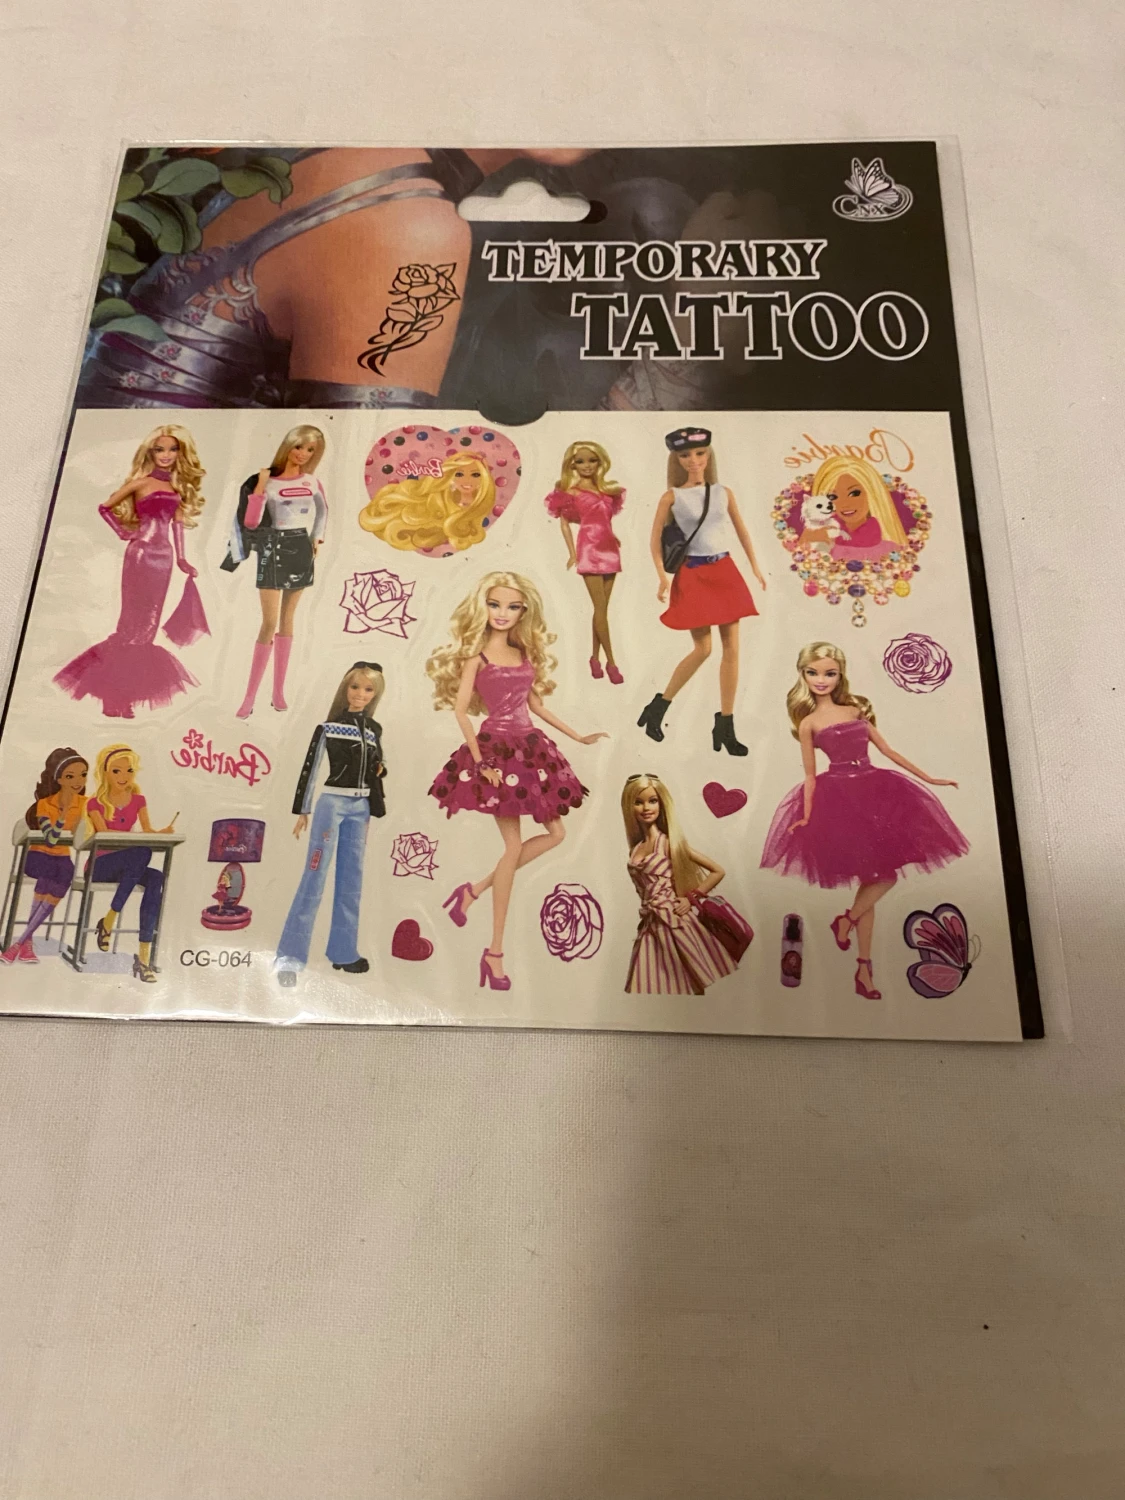 CNX
TEMPORARY
TATTOO
Barbie
Barbie
Barbie
CG-064